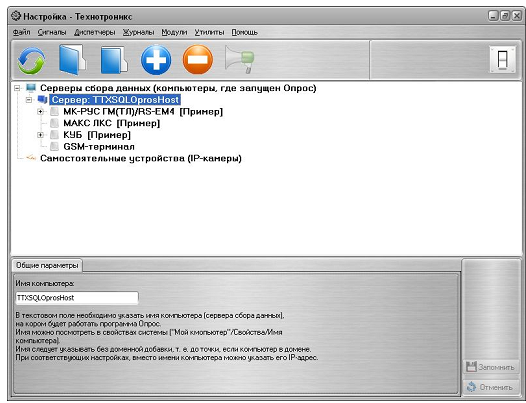 Настройка - Технотроникс
Файл Сигналы Диспетчеры Журналы Модули Утилиты Помощь
Серверы сбора данных (компьютеры, где запущен Опрос)
Сервер: TTXSQLOprosHost
МК-РУС ГМ(ТЛ)/RS-EM4 [Пример]
МАКС ЛКС [Пример]
КУБ [Пример]
GSM-терминал
Самостоятельные устройства (IP-камеры)
Общие параметры
Имя компьютера:
TTXSQLOprosHost
В текстовом поле необходимо указать имя компьютера (сервера сбора данных),
на кором будет работать программа Опрос.
Имя можно посмотреть в свойствах системы ("Мой кмопьютер"/Свойства/Имя
компьютера).
Имя следует указывать без доменной добавки, т. е. до точки, если компьютер в домене.
При соответствующих настройках, вместо имени компьютера можно указать его IP-адрес.
Запомнить
Отменить